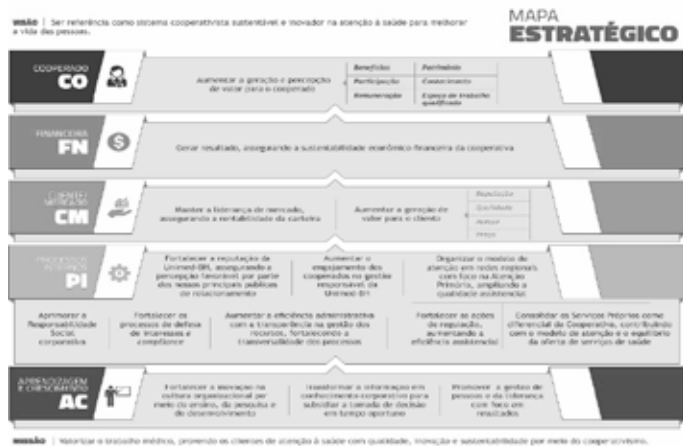 VISÃO | Ser referência como sistema cooperativista sustentável e inovador na atenção à saúde para melhorar
a vida das pessoas.
MAPA
ESTRATÉGICO
COOPERADO
CO
Aumentar a geração e percepção
de valor para o cooperado
Benefícios
Participação
Remuneração
Patrimônio
Conhecimento
Espaço de trabalho
qualificado
FINANCEIRA
FN
Gerar resultado, assegurando a sustentabilidade econômico-financeira da cooperativa
CLIENTE/
MERCADO
CM
Manter a liderança de mercado,
assegurando a rentabilidade da carteira
Aumentar a geração de
valor para o cliente
Reputação
Qualidade
Acesso
Preço
PROCESSOS
INTERNOS
PI
Fortalecer a reputação da
Unimed-BH, assegurando a
percepção favorável por parte
dos nossos principais públicos
de relacionamento
Aumentar o
engajamento dos
cooperados na gestão
responsável da
Unimed-BH
Organizar o modelo de
atenção em redes regionais
com foco na Atenção
Primária, ampliando a
qualidade assistencial
Aprimorar a
Responsabilidade
Social
corporativa
Fortalecer os
processos de defesa
de interesses e
compliance
Aumentar a eficiência administrativa
com a transparência na gestão dos
recursos, fortalecendo a
transversalidade dos processos
Fortalecer as ações
de regulação,
aumentando a
eficiência assistencial
Consolidar os Serviços Próprios como
diferencial da Cooperativa, contribuindo
com o modelo de atenção e o equilíbrio
da oferta de serviços de saúde
APRENDIZAGEM
E CRESCIMENTO
AC
Fortalecer a inovação na
cultura organizacional por
meio do ensino, da pesquisa e
do desenvolvimento
Transformar a informação em
conhecimento corporativo para
subsidiar a tomada de decisão
em tempo oportuno
Promover a gestão de
pessoas e da liderança
com foco em
resultados
MISSÃO | Valorizar o trabalho médico, provendo os clientes de atenção à saúde com qualidade, inovação e sustentabilidade por meio do cooperativismo.